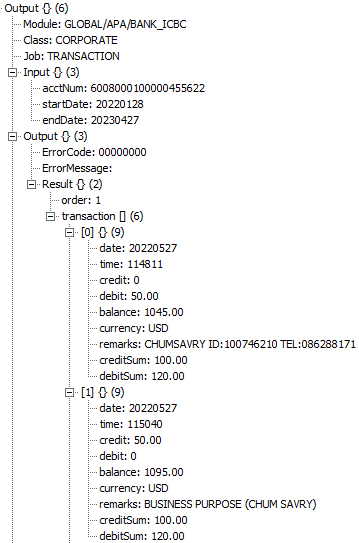 Output {} (6)
Module: GLOBAL/APA/BANK_ICBC
Class: CORPORATE
Job: TRANSACTION
Input {} (3)
acctNum: 6008000100000455622
startDate: 20220128
endDate: 20230427
Output {} (3)
ErrorCode: 00000000
ErrorMessage:
Result {} (2)
order: 1
transaction [] (6)
[0] {} (9)
date: 20220527
time: 114811
credit: 0
debit: 50.00
balance: 1045.00
currency: USD
remarks: CHUMSAVRY ID:100746210 TEL:086288171
creditSum: 100.00
debitSum: 120.00
[1] {} (9)
date: 20220527
time: 115040
credit: 50.00
debit: 0
balance: 1095.00
currency: USD
remarks: BUSINESS PURPOSE (CHUM SAVRY)
creditSum: 100.00
debitSum: 120.00